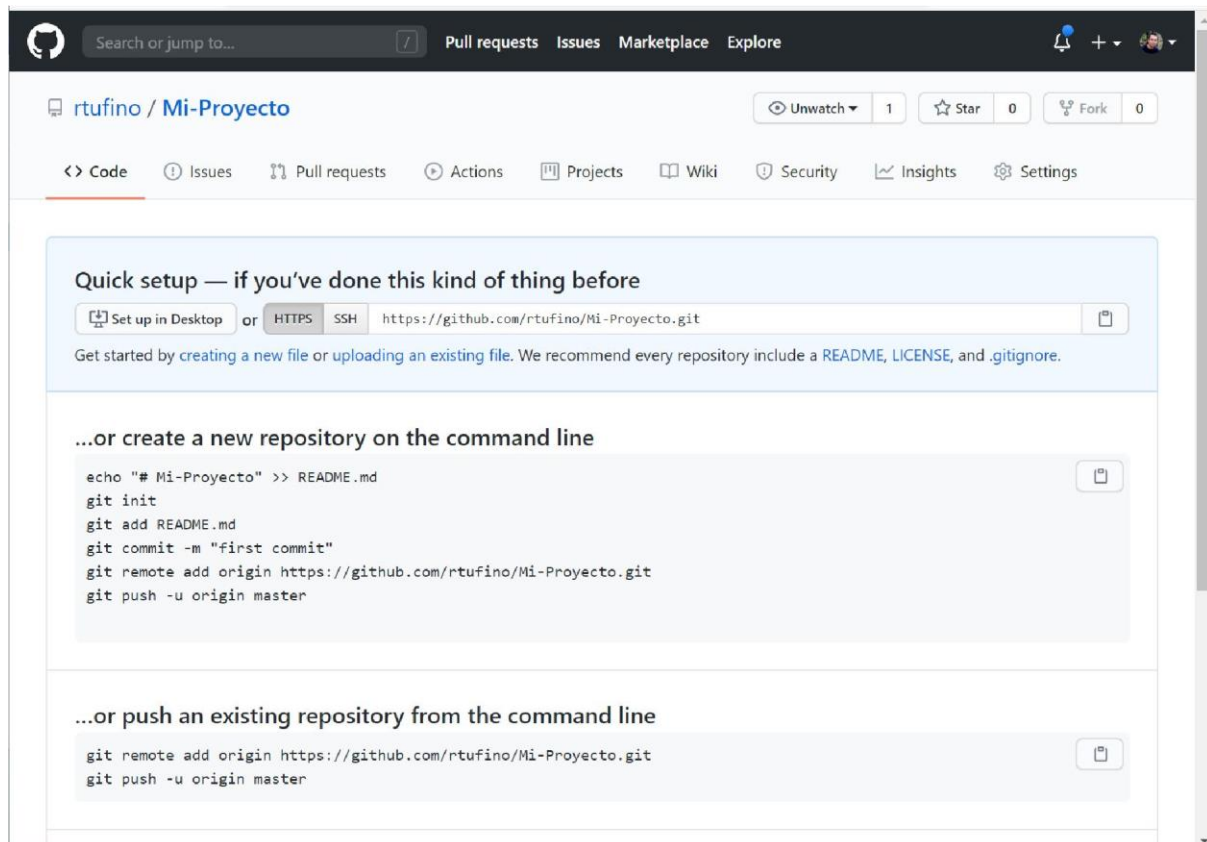 Search or jump to... / Pull requests Issues Marketplace Explore
rtufino / Mi-Proyecto Unwatch 1 Star 0 Fork 0
<> Code Issues Pull requests Actions Projects Wiki Security Insights Settings
Quick setup — if you’ve done this kind of thing before
Set up in Desktop or HTTPS SSH https://github.com/rtufino/Mi-Proyecto.git
Get started by creating a new file or uploading an existing file. We recommend every repository include a README, LICENSE, and .gitignore.
...or create a new repository on the command line
echo "# Mi-Proyecto" >> README.md
git init
git add README.md
git commit -m "first commit"
git remote add origin https://github.com/rtufino/Mi-Proyecto.git
git push -u origin master
...or push an existing repository from the command line
git remote add origin https://github.com/rtufino/Mi-Proyecto.git
git push -u origin master